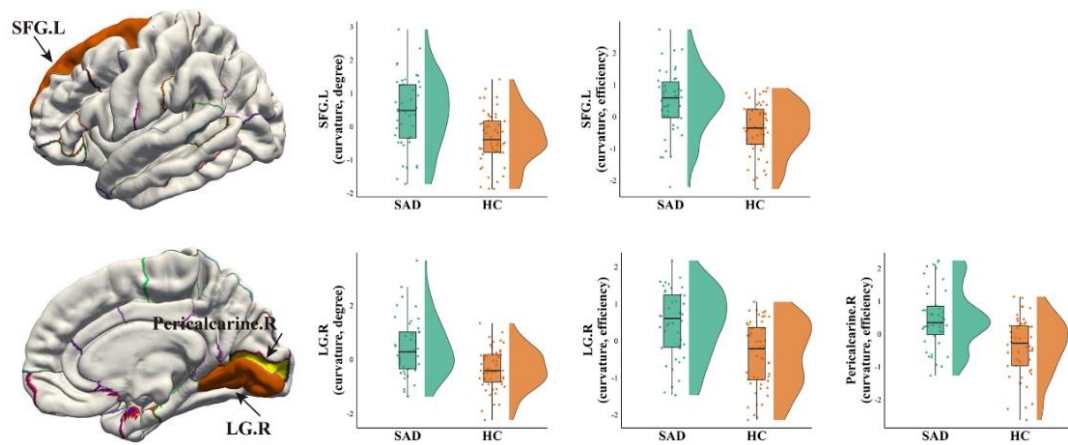 SFG.L
SFG.L
(curvature, degree)
3
2
1
0
-1
-2
SAD
HC
SFG.L
(curvature, efficiency)
2
1
0
-1
-2
SAD
HC
Pericalcarine.R
LG.R
LG.R
(curvature, degree)
2
0
-2
SAD
HC
LG.R
(curvature, efficiency)
2
1
0
-1
-2
SAD
HC
Pericalcarine.R
(curvature, efficiency)
2
1
0
-1
-2
SAD
HC